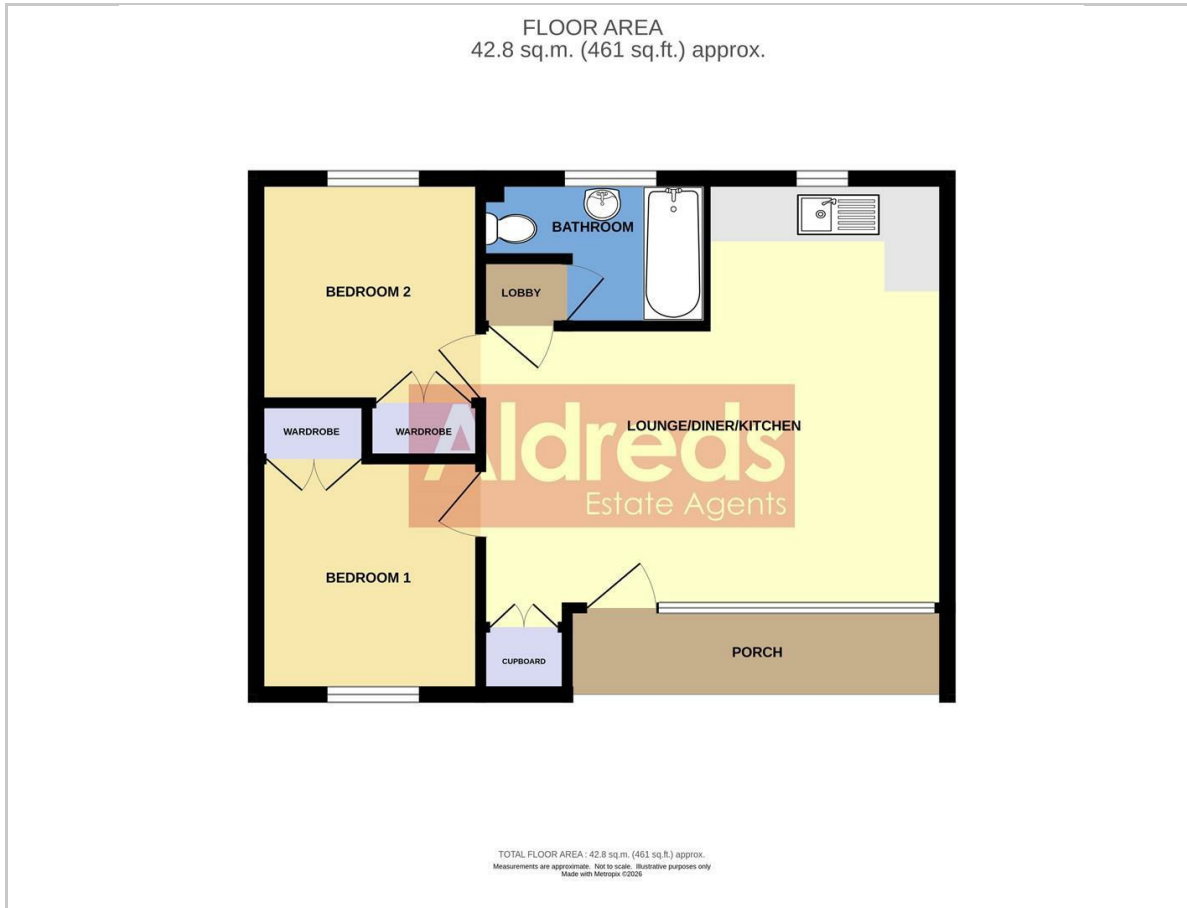 FLOOR AREA
42.8 sq.m. (461 sq.ft.) approx.
BATHROOM
BEDROOM 2
LOBBY
WARDROBE
WARDROBE
LOUNGE/DINER/KITCHEN
Aldreds
Estate Agents
BEDROOM 1
CUPBOARD
PORCH
TOTAL FLOOR AREA : 42.8 sq.m. (461 sq.ft.) approx.
Measurements are approximate. Not to scale. Illustrative purposes only
Made with Metropix ©2026